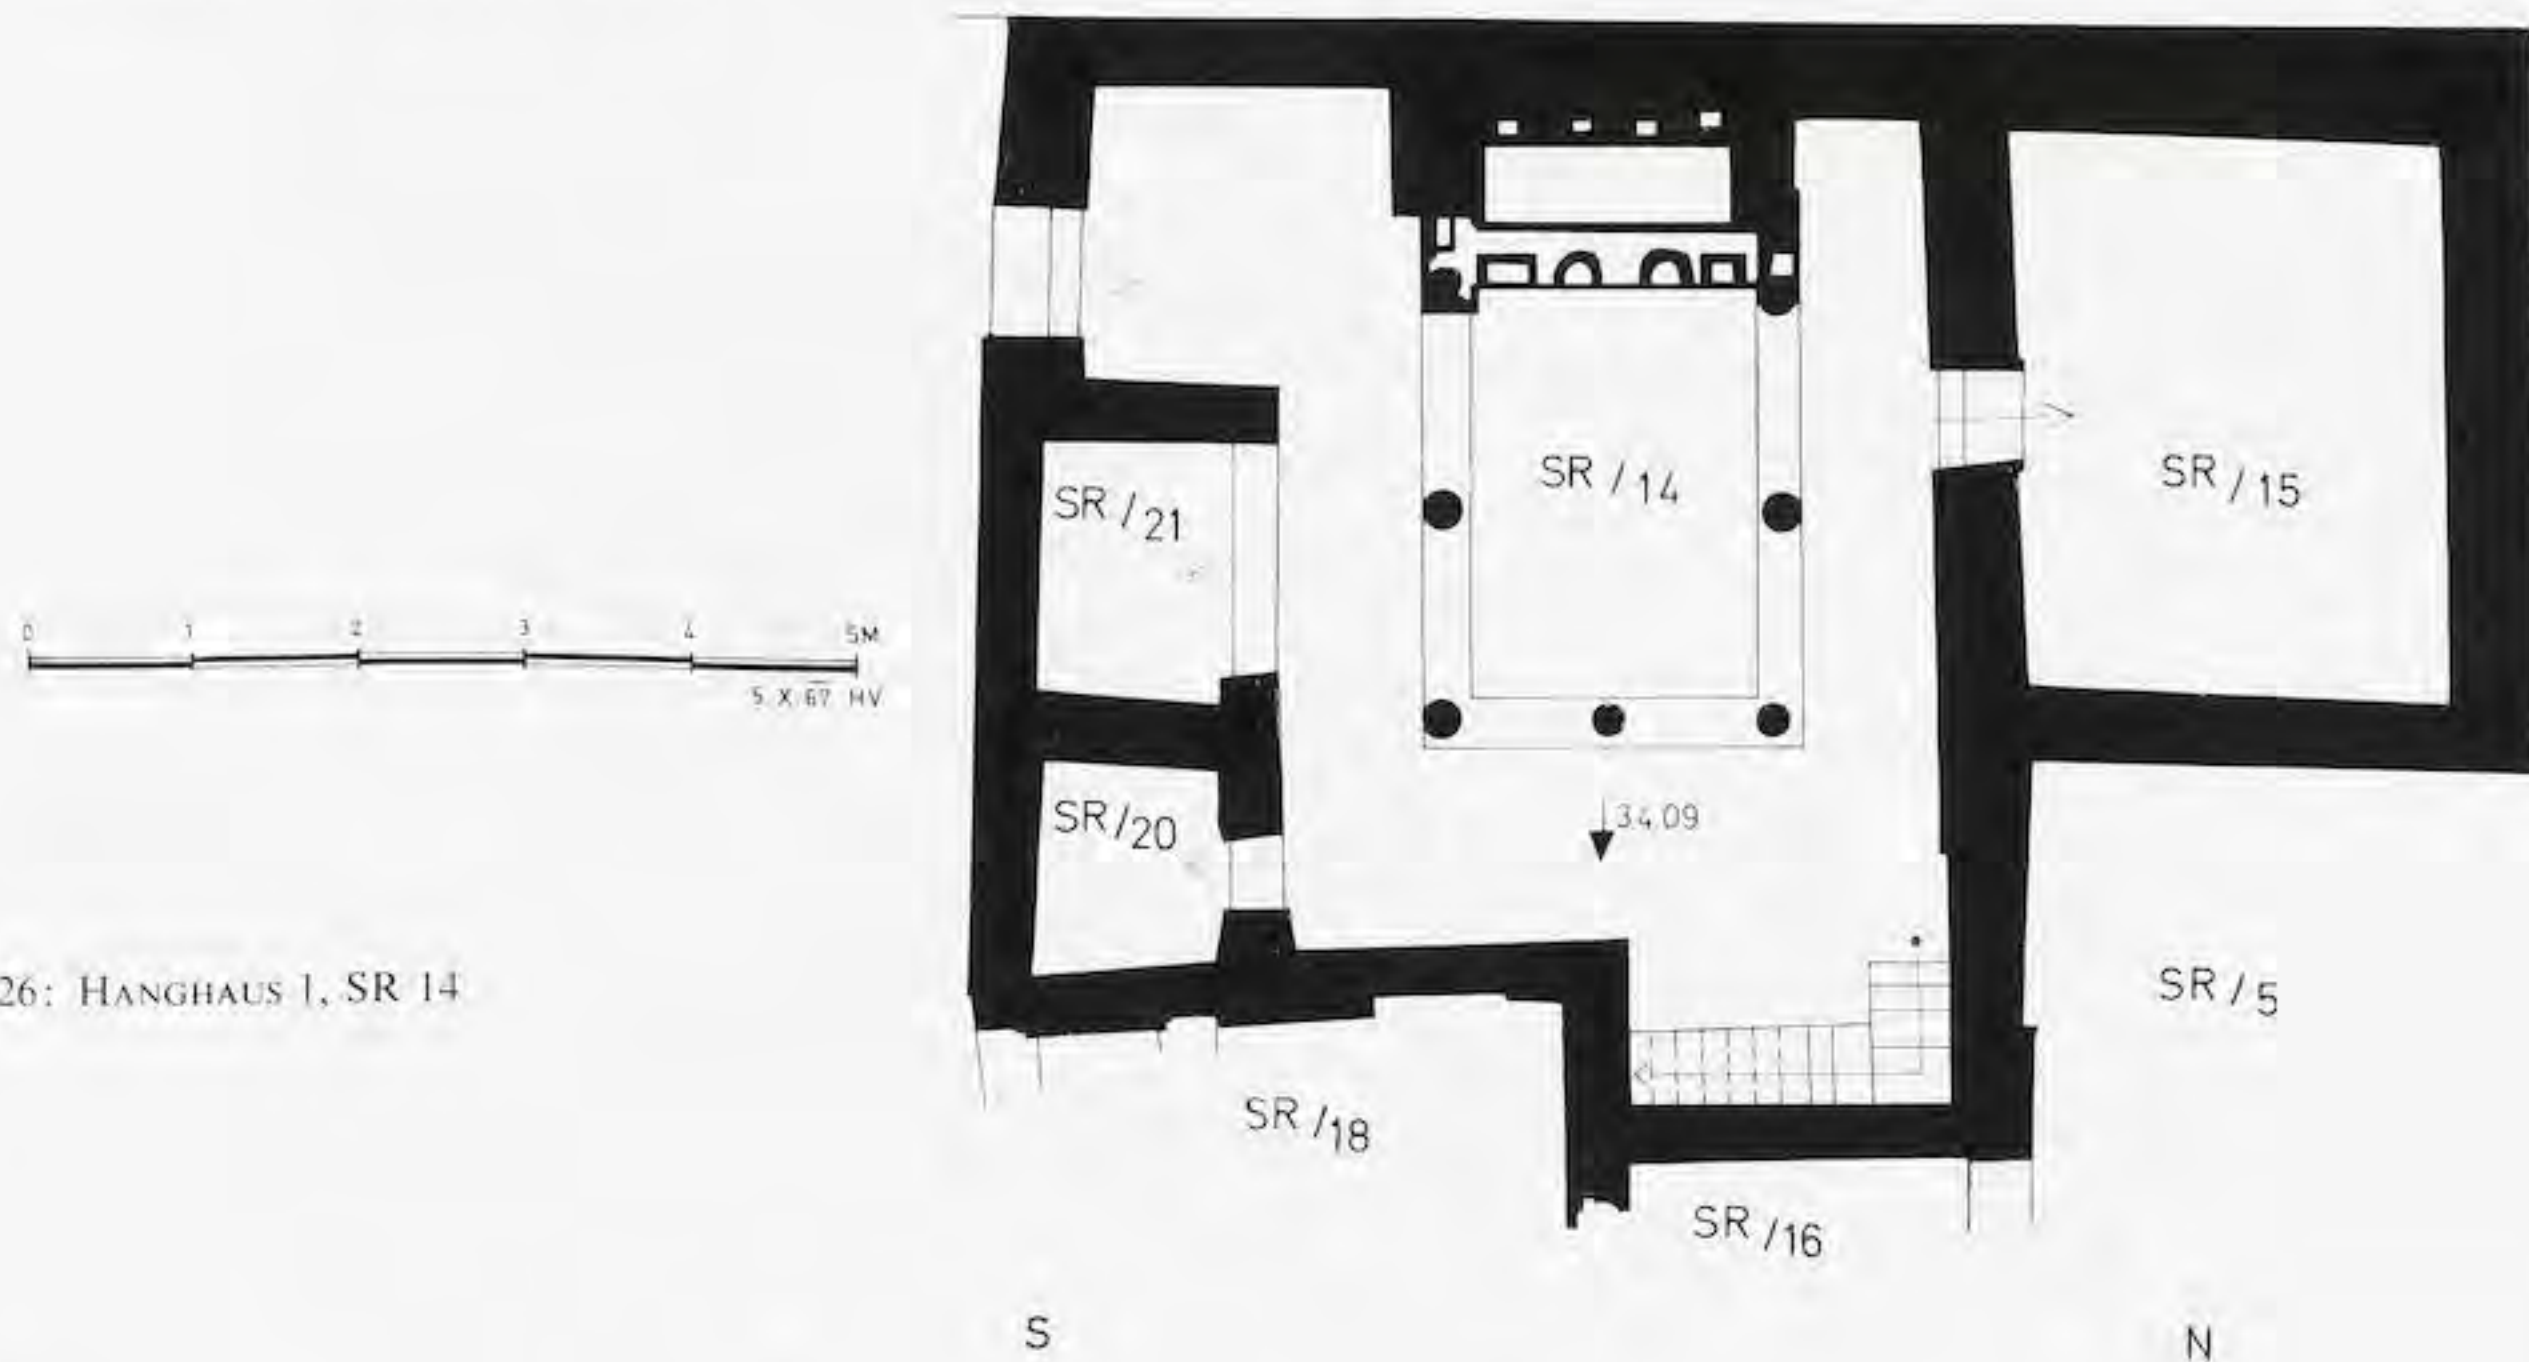 SR / 14
SR / 15
SR / 21
0 1 2 3 4 5M
5 X 67 HV
34.09
SR / 20
26: HANGHAUS 1, SR 14
SR / 5
SR / 18
SR / 16
S
N